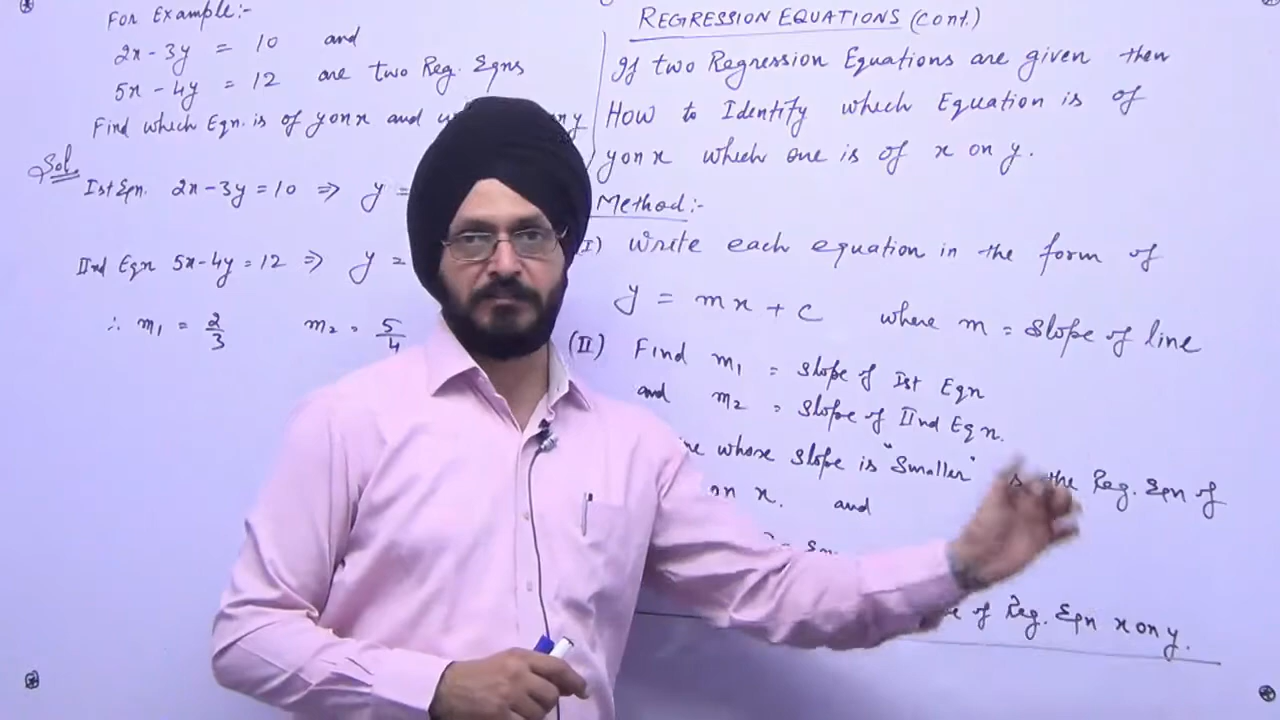 For Example:-
2x - 3y = 10 and
5x - 4y = 12 are two Reg. Eqns
Find which Eqn. is of y on x and y
Sol.
Ist Eqn. 2x - 3y = 10 ⇒ y =
IInd Eqn 5x - 4y = 12 ⇒ y =
∴ m₁ = 2/3 m₂ = 5/4
REGRESSION EQUATIONS (Cont.)
If two Regression Equations are given then
How to Identify which Equation is of
y on x which one is of x on y.
Method:-
(I) Write each equation in the form of
y = mx + c where m = slope of line
(II) Find m₁ = slope of Ist Eqn
and m₂ = slope of IInd Eqn.
whose slope is "Smaller" is the Reg. Eqn of
on x. and
of Reg. Eqn x on y.